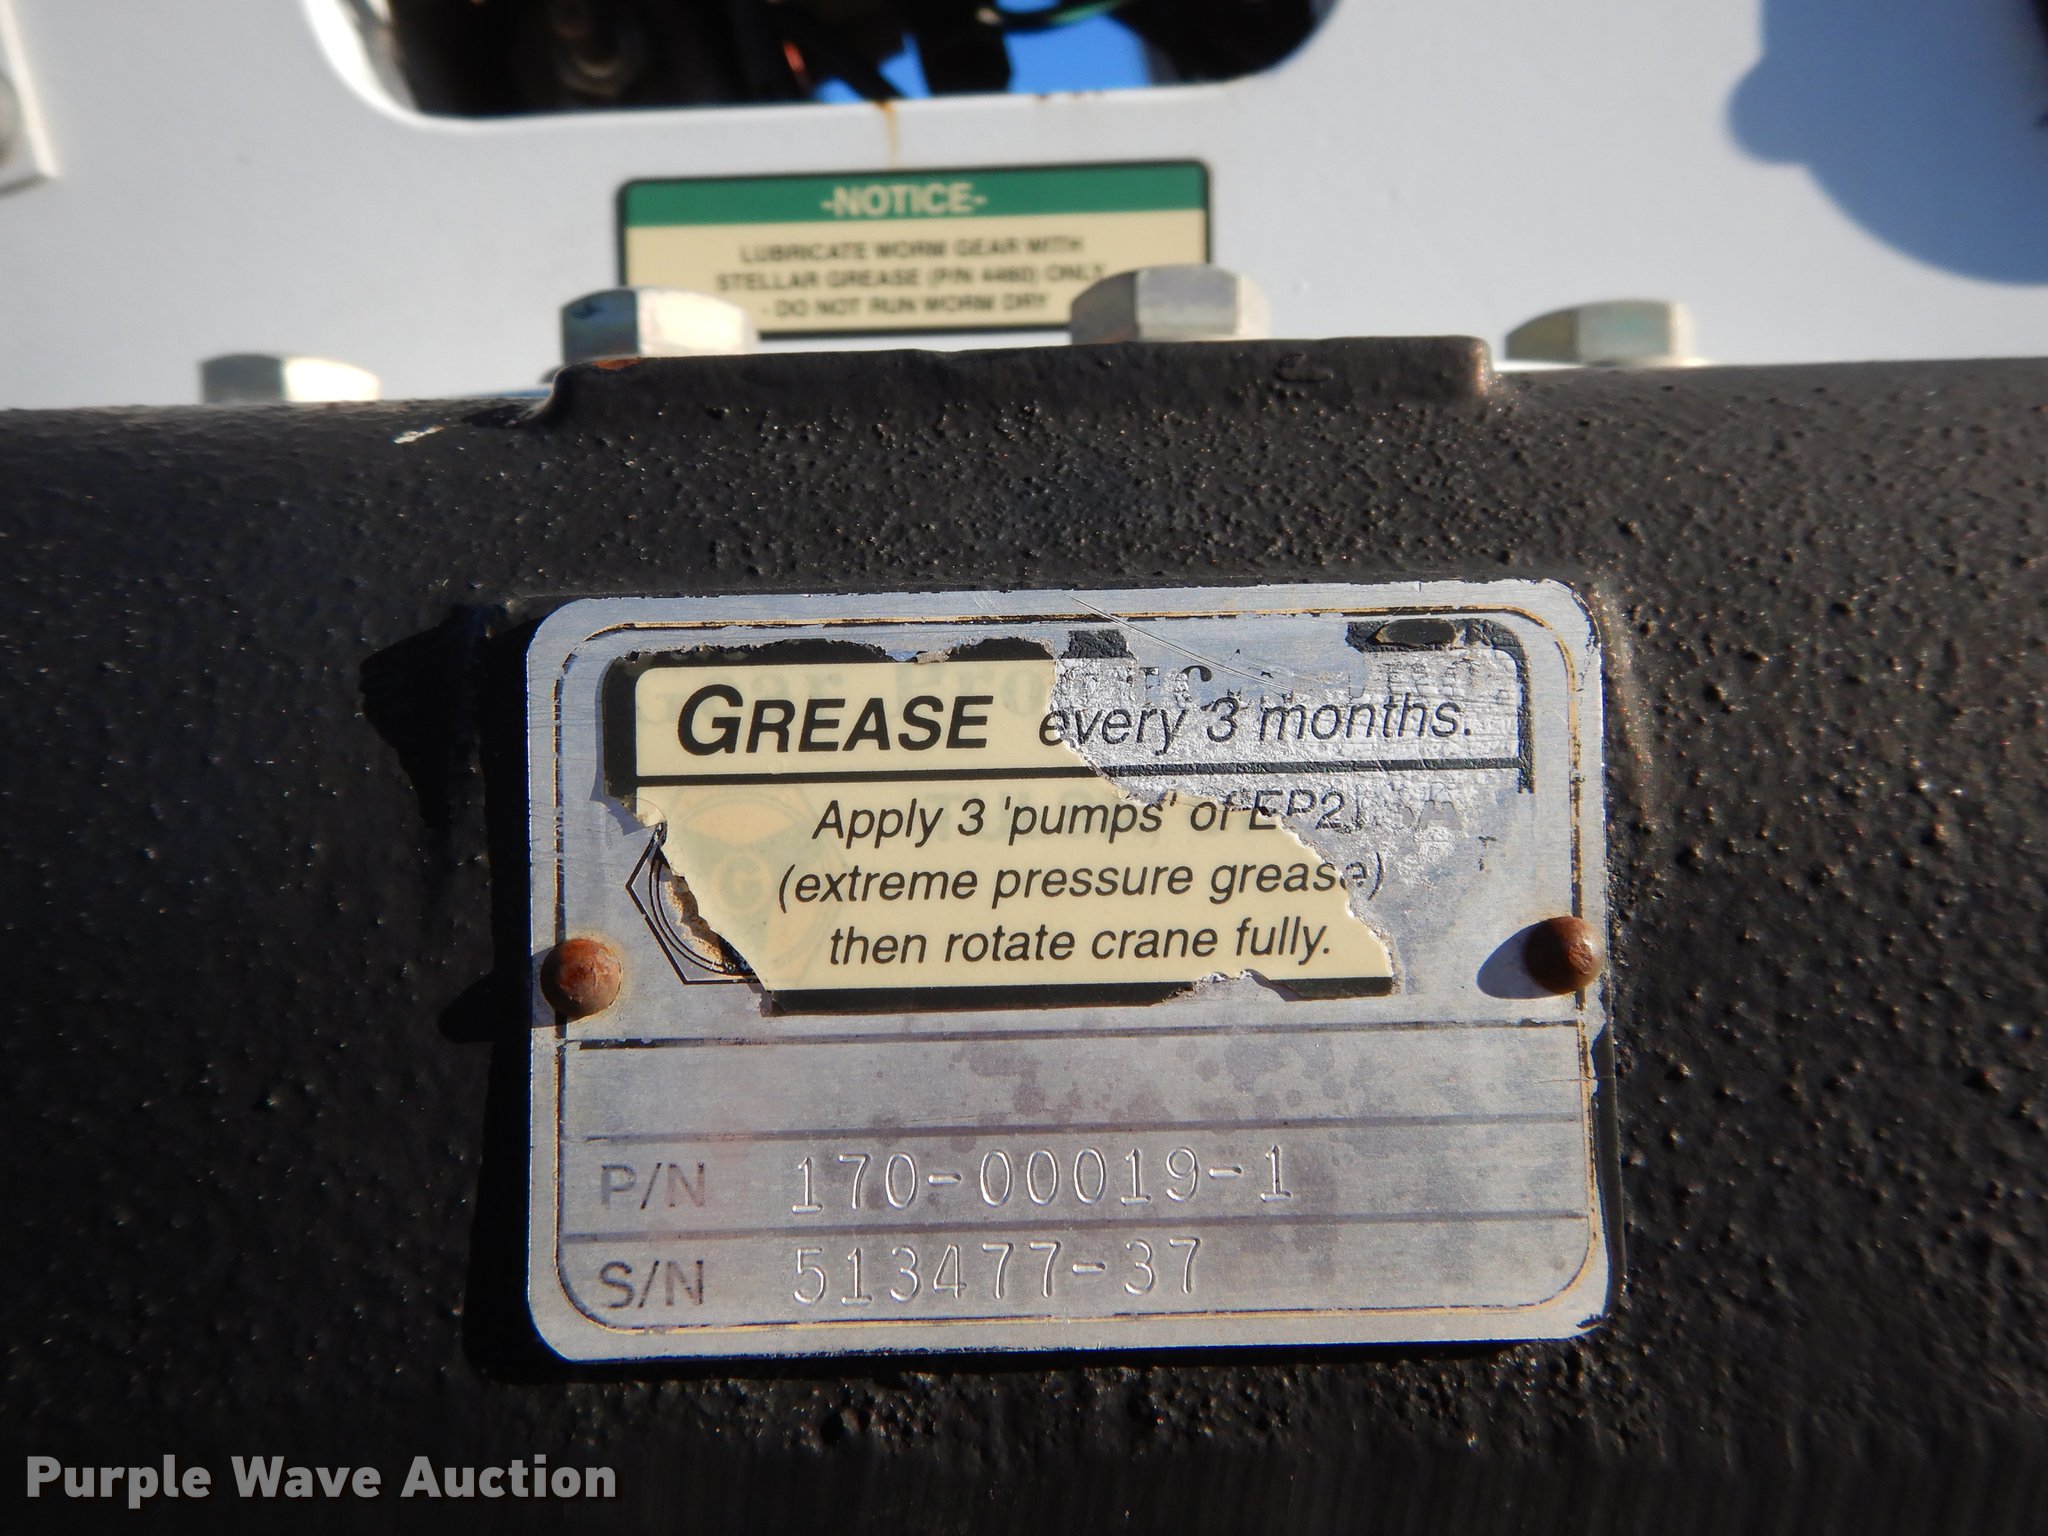 -NOTICE-
LUBRICATE WORM GEAR WITH
STELLAR GREASE (P/N 4460) ONLY
- DO NOT RUN WORM DRY
GREASE every 3 months.
Apply 3 'pumps' of EP2
(extreme pressure grease)
then rotate crane fully.
G
P/N 170-00019-1
S/N 513477-37
Purple Wave Auction